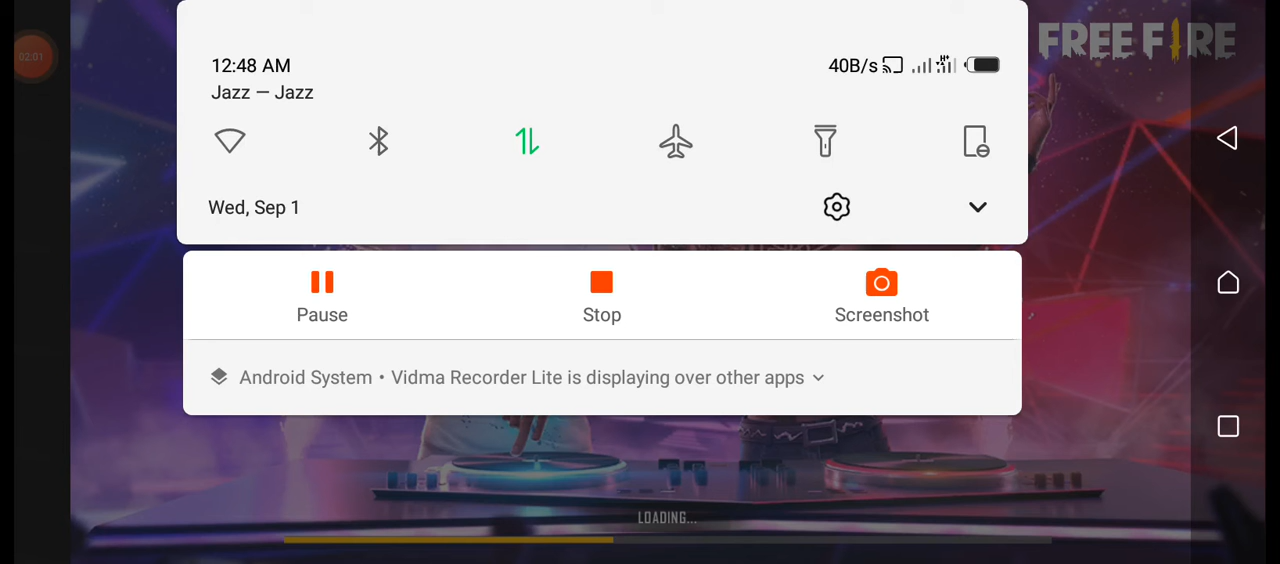 02:01
FREE FIRE
12:48 AM
40B/s
Jazz — Jazz
Wed, Sep 1
Pause
Stop
Screenshot
Android System • Vidma Recorder Lite is displaying over other apps
LOADING...